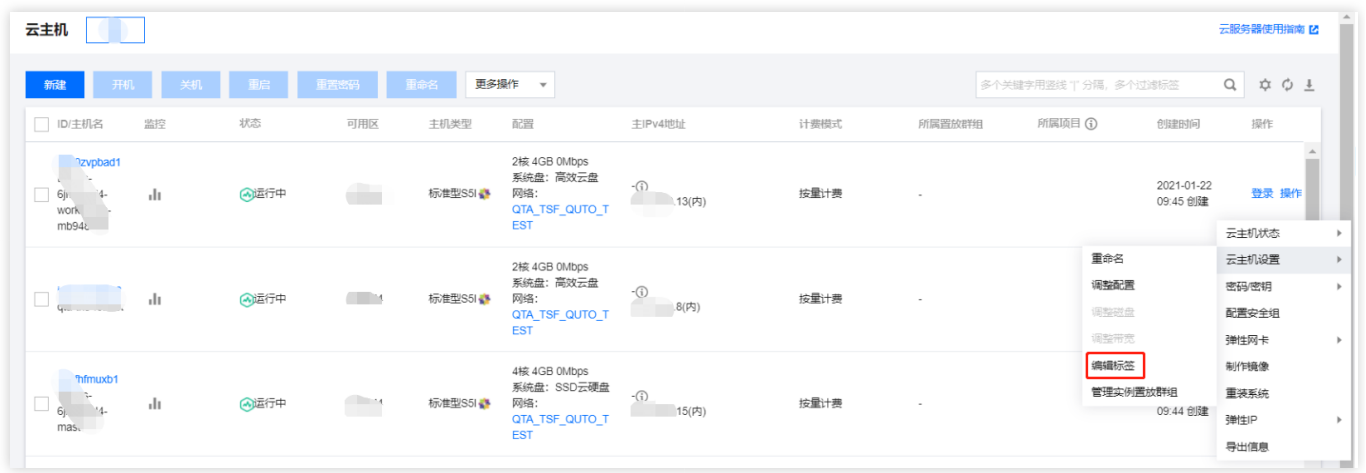 云主机
云服务器使用指南
新建 开机 关机 重启 重置密码 重命名 更多操作
多个关键字用竖线 "|" 分隔，多个过滤标签
ID/主机名 监控 状态 可用区 主机类型 配置 主IPv4地址 计费模式 所属置放群组 所属项目 创建时间 操作
zvpbad1
work
mb948
运行中
标准型S5I
2核 4GB 0Mbps
系统盘：高效云盘
网络：
QTA_TSF_QUTO_T
EST
-
.13(内)
按量计费
-
2021-01-22
09:45 创建
登录 操作
运行中
标准型S5I
2核 4GB 0Mbps
系统盘：高效云盘
网络：
QTA_TSF_QUTO_T
EST
-
.8(内)
按量计费
-
hfmuxb1
mas
运行中
标准型S5I
4核 4GB 0Mbps
系统盘：SSD云硬盘
网络：
QTA_TSF_QUTO_T
EST
-
.15(内)
按量计费
-
09:44 创建
重命名
调整配置
调整磁盘
调整带宽
编辑标签
管理实例置放群组
云主机状态
云主机设置
密码/密钥
配置安全组
弹性网卡
制作镜像
重装系统
弹性IP
导出信息